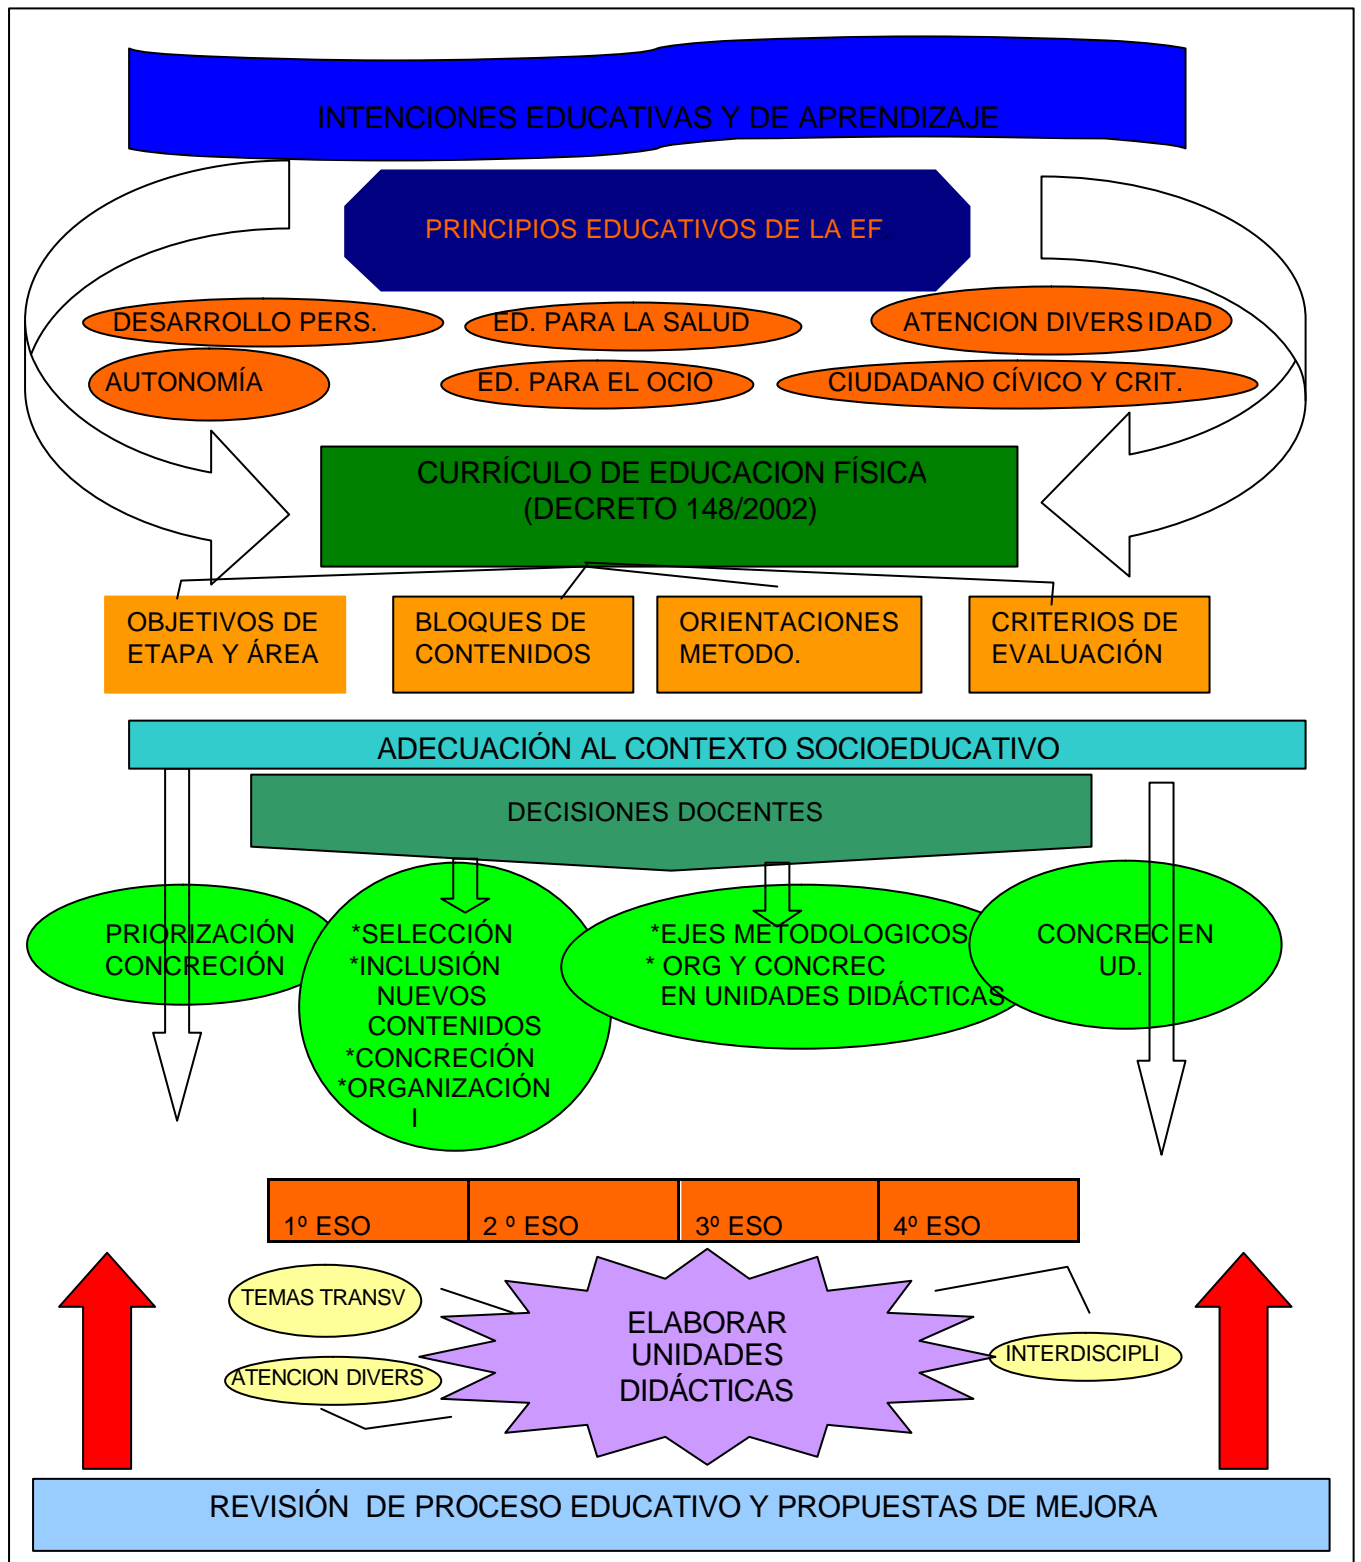 INTENCIONES EDUCATIVAS Y DE APRENDIZAJE
PRINCIPIOS EDUCATIVOS DE LA EF.
DESARROLLO PERS.
ED. PARA LA SALUD
ATENCION DIVERSIDAD
AUTONOMÍA
ED. PARA EL OCIO
CIUDADANO CÍVICO Y CRIT.
CURRÍCULO DE EDUCACION FÍSICA
(DECRETO 148/2002)
OBJETIVOS DE
ETAPA Y ÁREA
BLOQUES DE
CONTENIDOS
ORIENTACIONES
METODO.
CRITERIOS DE
EVALUACIÓN
ADECUACIÓN AL CONTEXTO SOCIOEDUCATIVO
DECISIONES DOCENTES
PRIORIZACIÓN
CONCRECIÓN
*SELECCIÓN
*INCLUSIÓN
NUEVOS
CONTENIDOS
*CONCRECIÓN
*ORGANIZACIÓN
I
*EJES METODOLOGICOS
* ORG Y CONCREC
EN UNIDADES DIDÁCTICAS
CONCREC EN
UD.
1º ESO
2 º ESO
3º ESO
4º ESO
TEMAS TRANSV
ATENCION DIVERS
ELABORAR
UNIDADES
DIDÁCTICAS
INTERDISCIPLI
REVISIÓN  DE PROCESO EDUCATIVO Y PROPUESTAS DE MEJORA